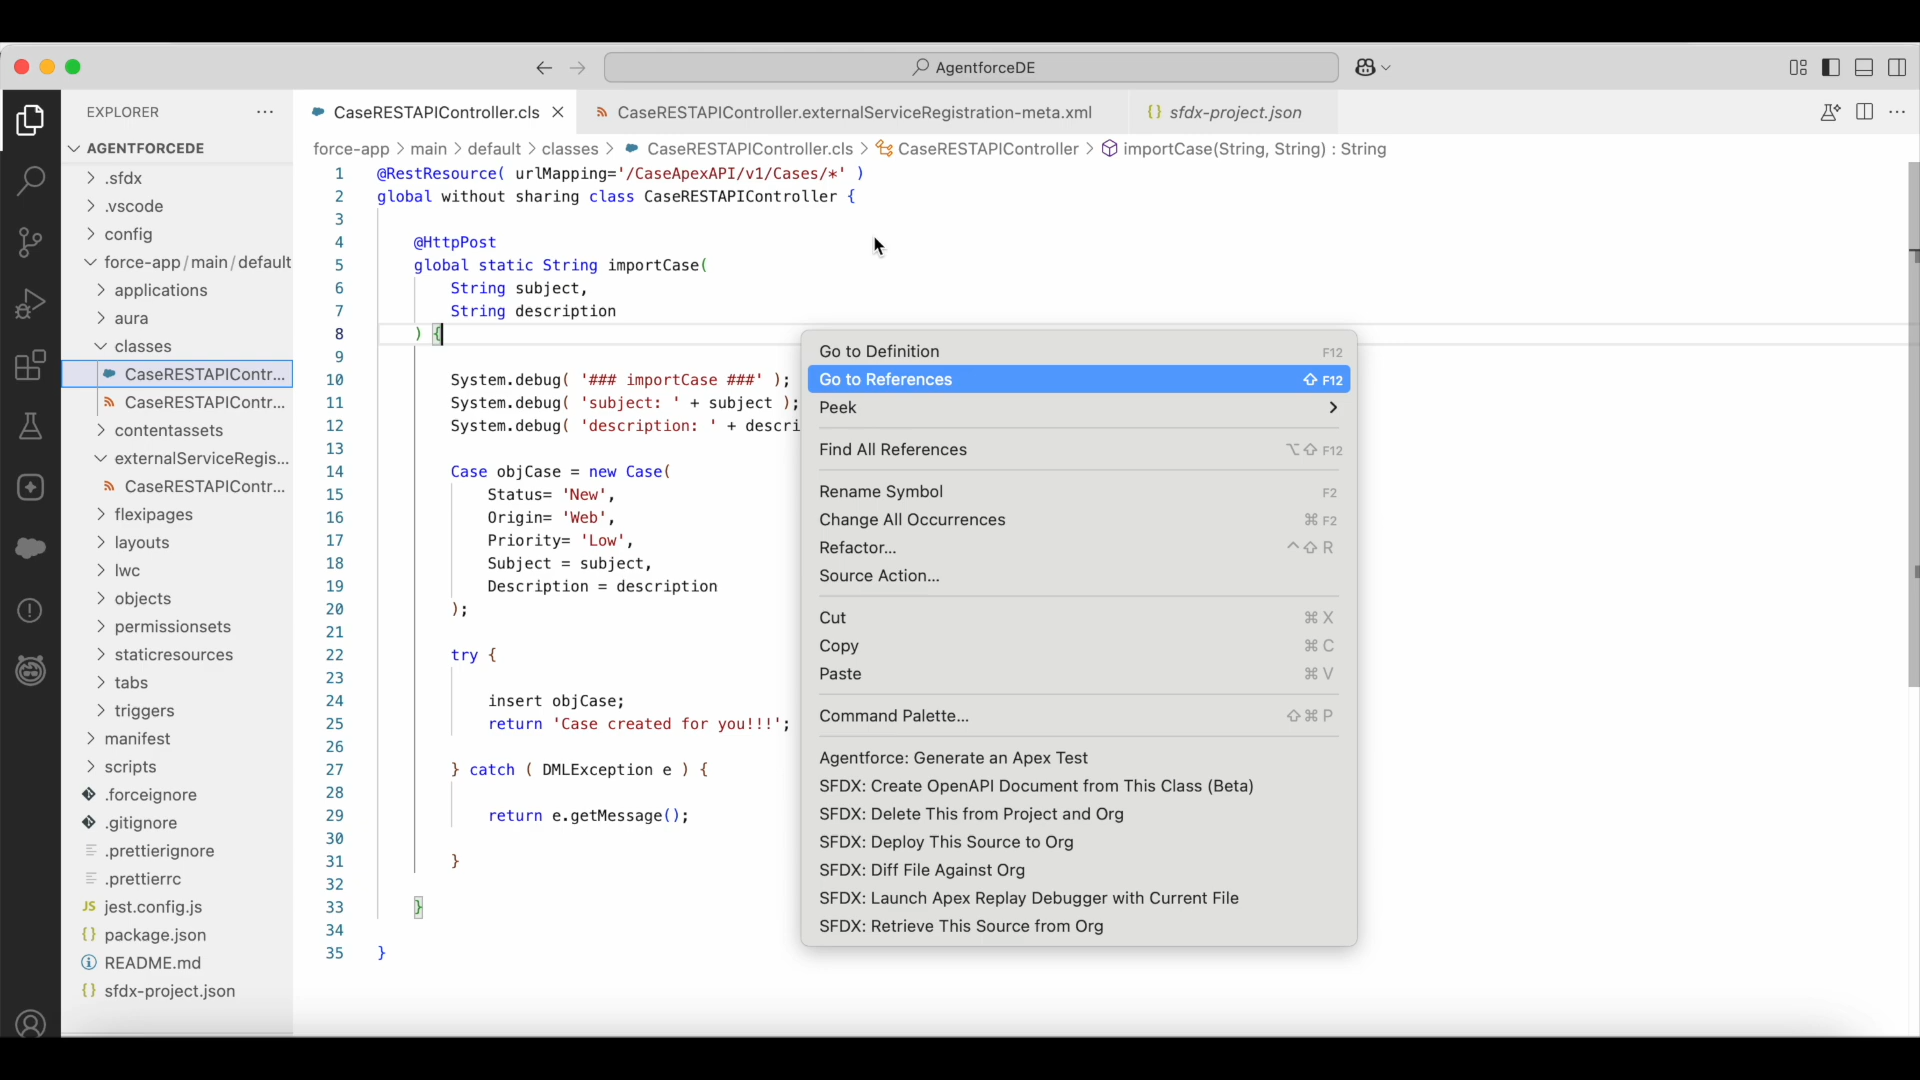 AgentforceDE
EXPLORER
CaseRESTAPIController.cls
CaseRESTAPIController.externalServiceRegistration-meta.xml
{} sfdx-project.json
AGENTFORCEDE
force-app > main > default > classes > CaseRESTAPIController.cls > CaseRESTAPIController > importCase(String, String) : String
.sfdx
.vscode
config
force-app/main/default
applications
aura
classes
CaseRESTAPIContr...
CaseRESTAPIContr...
contentassets
externalServiceRegis...
CaseRESTAPIContr...
flexipages
layouts
lwc
objects
permissionsets
staticresources
tabs
triggers
manifest
scripts
.forceignore
.gitignore
.prettierignore
.prettierrc
JS jest.config.js
{} package.json
README.md
{} sfdx-project.json
1 @RestResource( urlMapping='/CaseApexAPI/v1/Cases/*' )
2 global without sharing class CaseRESTAPIController {
3
4 @HttpPost
5 global static String importCase(
6 String subject,
7 String description
8 ) {
9
10 System.debug( '### importCase ###' );
11 System.debug( 'subject: ' + subject );
12 System.debug( 'description: ' + descri
13
14 Case objCase = new Case(
15 Status= 'New',
16 Origin= 'Web',
17 Priority= 'Low',
18 Subject = subject,
19 Description = description
20 );
21
22 try {
23
24 insert objCase;
25 return 'Case created for you!!!';
26
27 } catch ( DMLException e ) {
28
29 return e.getMessage();
30
31 }
32
33 }
34
35 }
Go to Definition F12
Go to References ⇧ F12
Peek
Find All References ⌥⇧ F12
Rename Symbol F2
Change All Occurrences ⌘ F2
Refactor... ^⇧ R
Source Action...
Cut ⌘ X
Copy ⌘ C
Paste ⌘ V
Command Palette... ⇧⌘ P
Agentforce: Generate an Apex Test
SFDX: Create OpenAPI Document from This Class (Beta)
SFDX: Delete This from Project and Org
SFDX: Deploy This Source to Org
SFDX: Diff File Against Org
SFDX: Launch Apex Replay Debugger with Current File
SFDX: Retrieve This Source from Org